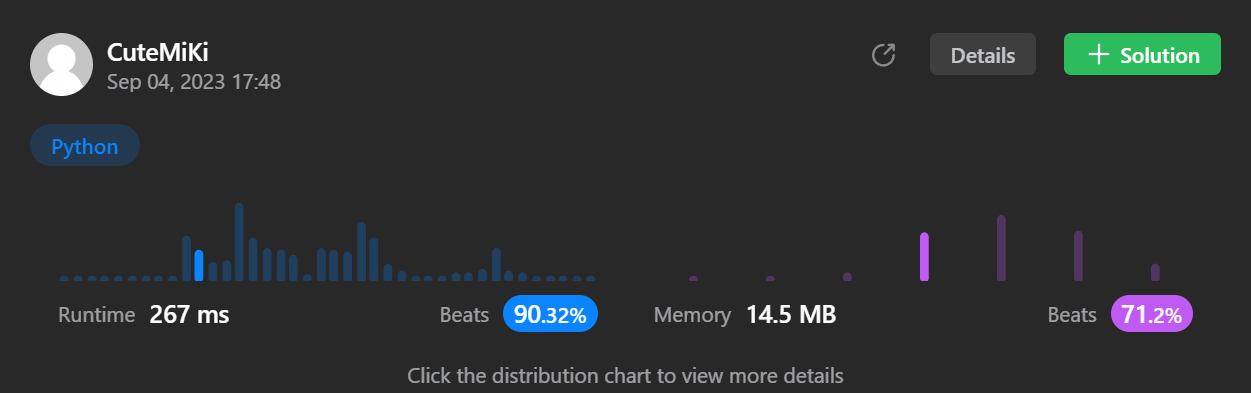 CuteMiKi
Sep 04, 2023 17:48
Details
Solution
Python
Runtime 267 ms
Beats 90.32%
Memory 14.5 MB
Beats 71.2%
Click the distribution chart to view more details